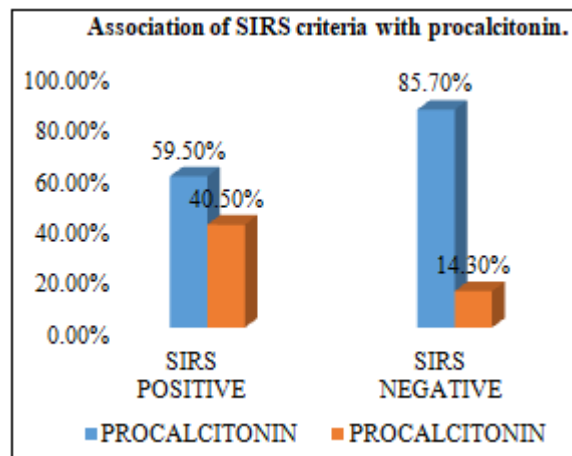 Association of SIRS criteria with procalcitonin.
100.00%
80.00%
60.00%
40.00%
20.00%
0.00%
59.50%
40.50%
85.70%
14.30%
SIRS
POSITIVE
SIRS
NEGATIVE
PROCALCITONIN
PROCALCITONIN